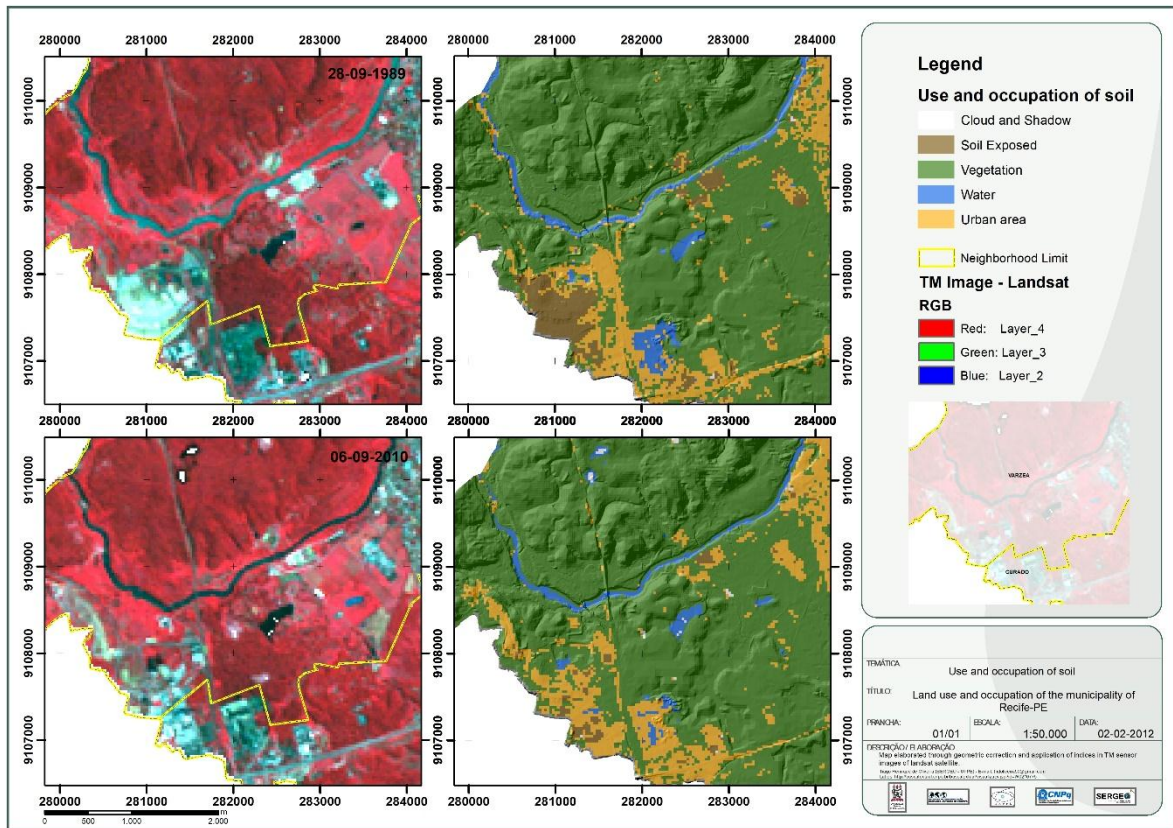 280000 281000 282000 283000 284000
280000 281000 282000 283000 284000
28-09-1989
9110000
9109000
9108000
9107000
9110000
9109000
9108000
9107000
280000 281000 282000 283000 284000
280000 281000 282000 283000 284000
06-09-2010
9110000
9109000
9108000
9107000
9110000
9109000
9108000
9107000
280000 281000 282000 283000 284000
280000 281000 282000 283000 284000
0 500 1.000 2.000
m
Legend
Use and occupation of soil
Cloud and Shadow
Soil Exposed
Vegetation
Water
Urban area
Neighborhood Limit
TM Image - Landsat
RGB
Red: Layer_4
Green: Layer_3
Blue: Layer_2
VARZEA
CURADO
TEMÁTICA
Use and occupation of soil
TÍTULO:
Land use and occupation of the municipality of
Recife-PE
PRANCHA: ESCALA: DATA:
01/01 1:50.000 02-02-2012
DESCRIÇÃO / ELABORAÇÃO
Map elaborated through geometric correction and application of indices in TM sensor
images of landsat satellite.
CNPq
SERGEO